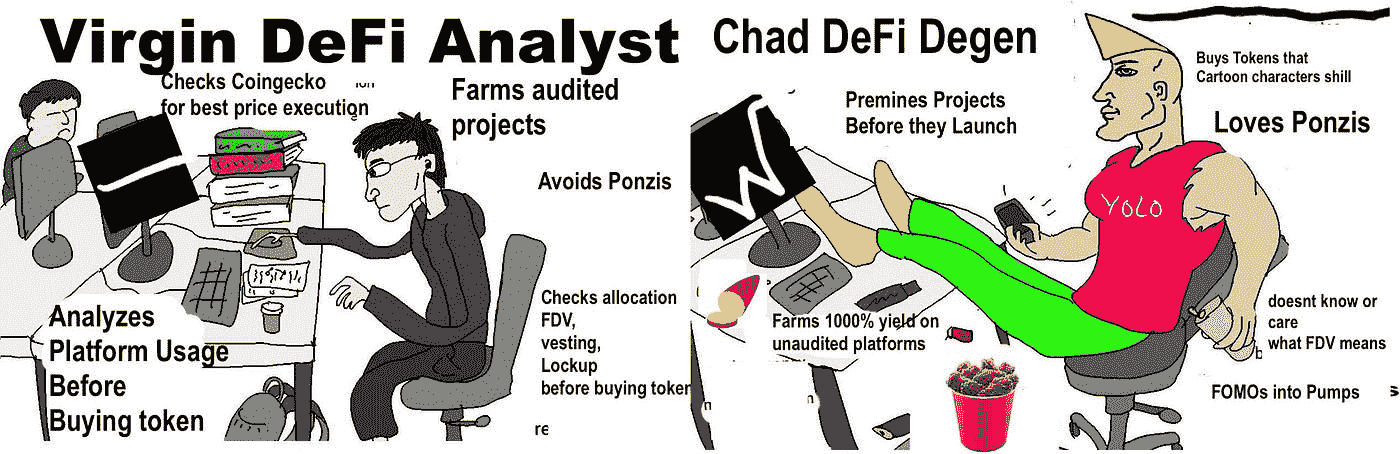 Virgin DeFi Analyst
Checks Coingecko
for best price execution
Farms audited
projects
Avoids Ponzis
Checks allocation
FDV,
vesting,
Lockup
before buying token
Analyzes
Platform Usage
Before
Buying token
re
Chad DeFi Degen
Buys Tokens that
Cartoon characters shill
Premines Projects
Before they Launch
Loves Ponzis
YOLO
W
Farms 1000% yield on
unaudited platforms
doesnt know or
care
what FDV means
FOMOs into Pumps